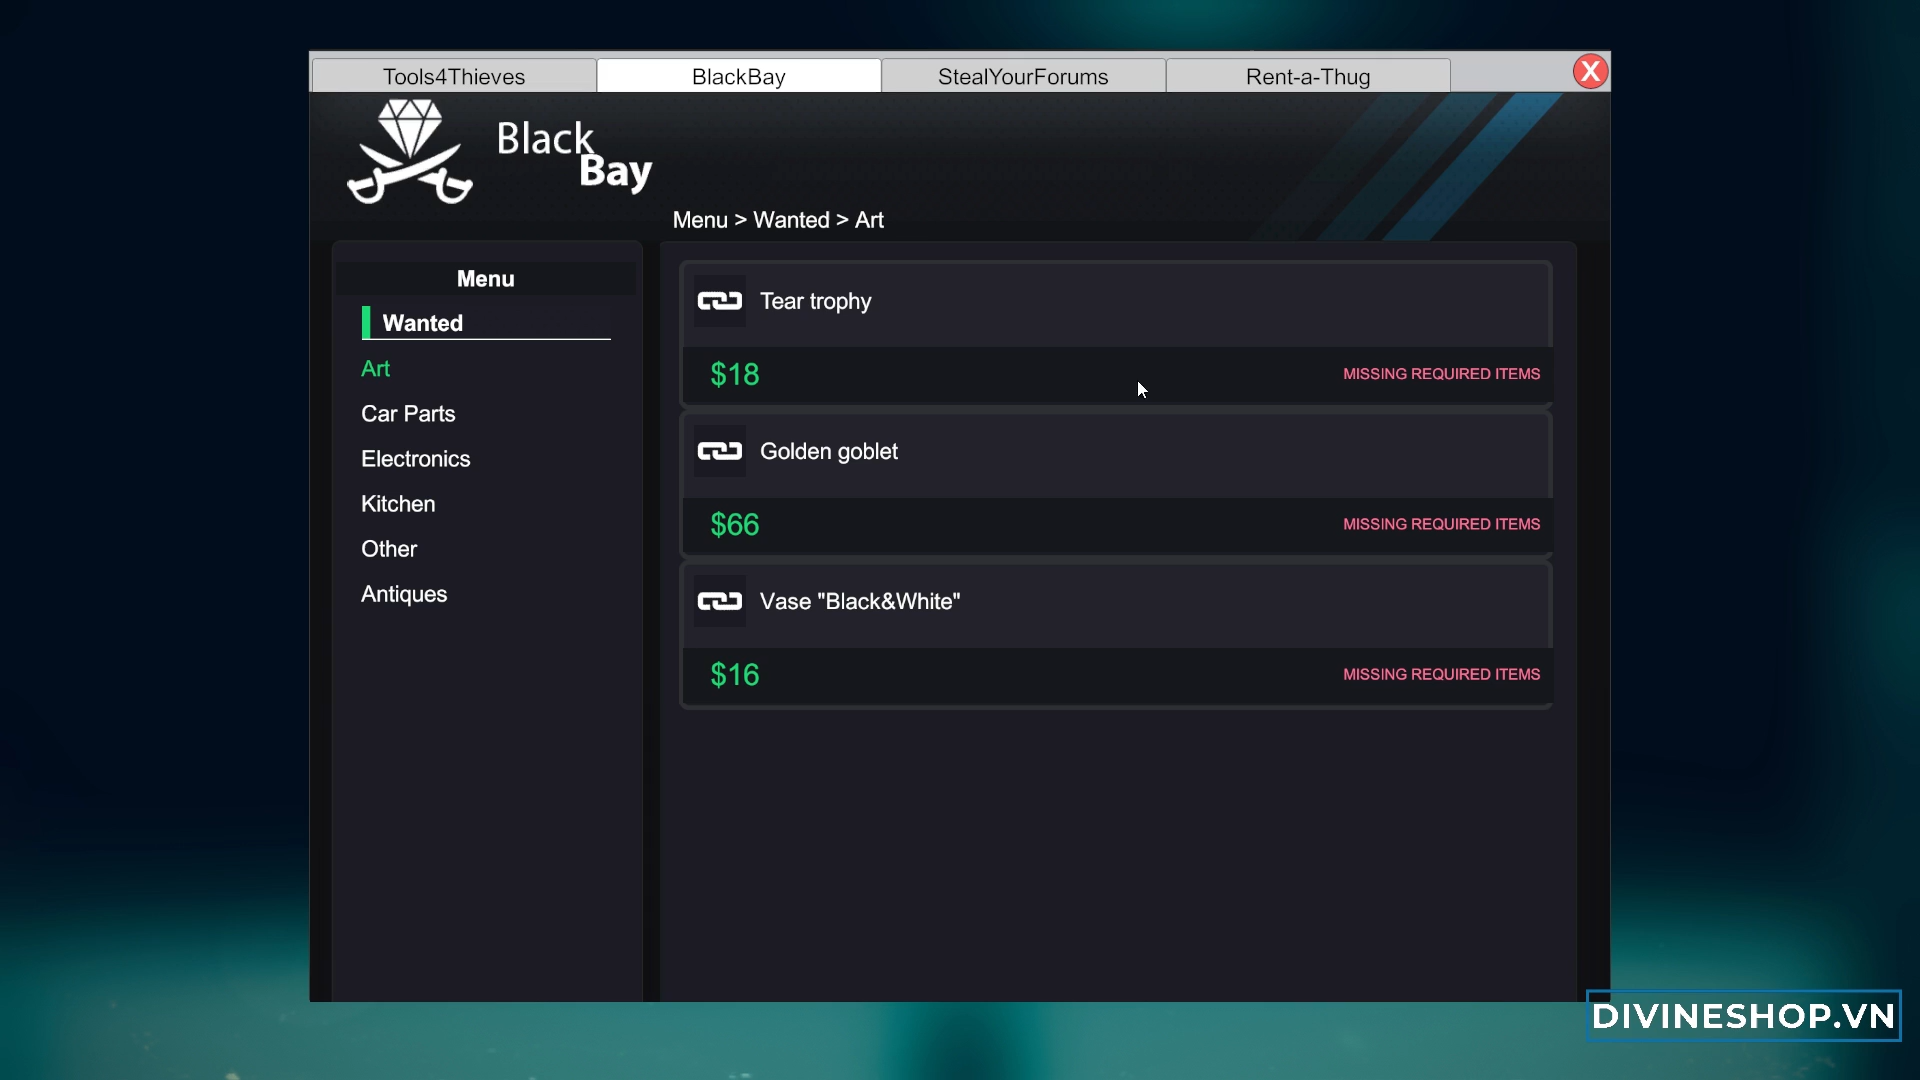 Tools4Thieves
BlackBay
StealYourForums
Rent-a-Thug
X
Black
Bay
Menu > Wanted > Art
Menu
Wanted
Art
Car Parts
Electronics
Kitchen
Other
Antiques
Tear trophy
$18
MISSING REQUIRED ITEMS
Golden goblet
$66
MISSING REQUIRED ITEMS
Vase "Black&White"
$16
MISSING REQUIRED ITEMS
DIVINESHOP.VN